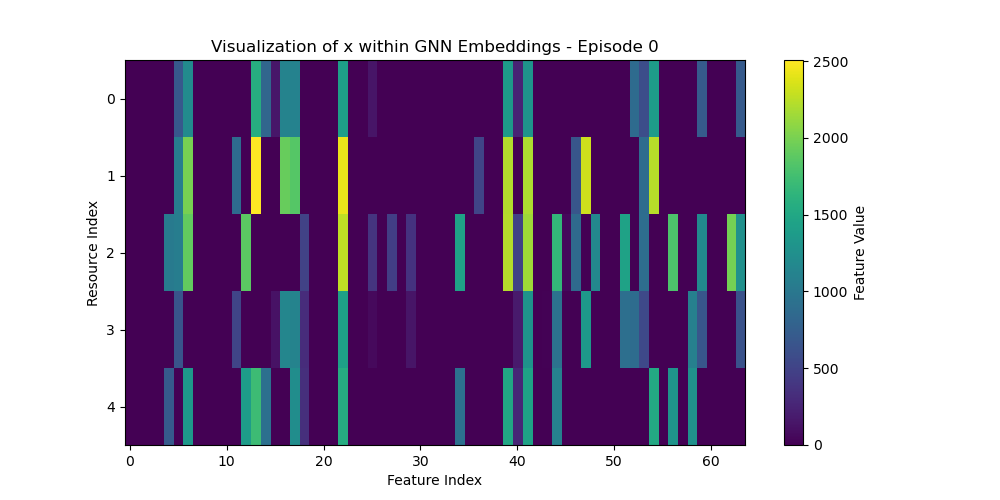 Visualization of x within GNN Embeddings - Episode 0
Resource Index
0
1
2
3
4
0 10 20 30 40 50 60
Feature Index
2500
2000
1500
1000
500
0
Feature Value